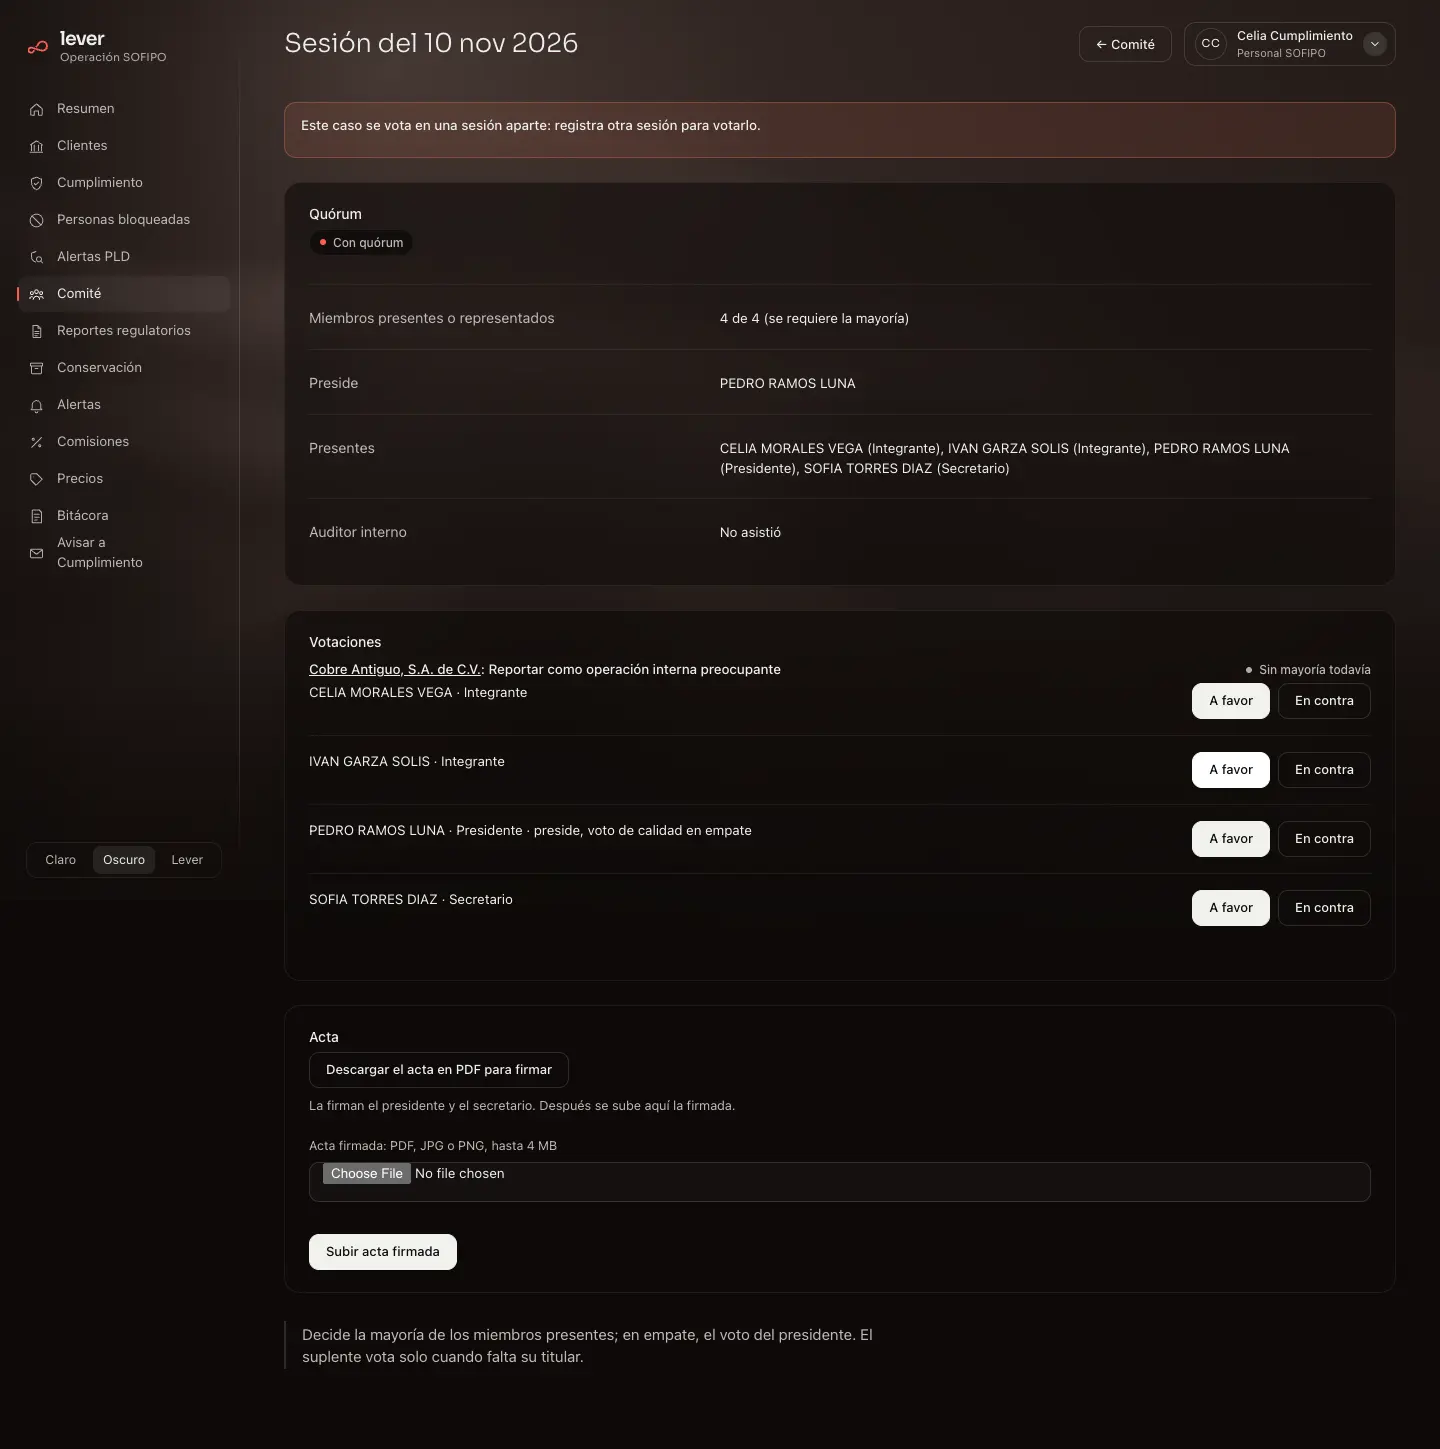 lever
Operación SOFIPO
Resumen
Clientes
Cumplimiento
Personas bloqueadas
Alertas PLD
Comité
Reportes regulatorios
Conservación
Alertas
Comisiones
Precios
Bitácora
Avisar a
Cumplimiento
Claro
Oscuro
Lever
Sesión del 10 nov 2026
← Comité
CC
Celia Cumplimiento
Personal SOFIPO
Este caso se vota en una sesión aparte: registra otra sesión para votarlo.
Quórum
Con quórum
Miembros presentes o representados
4 de 4 (se requiere la mayoría)
Preside
PEDRO RAMOS LUNA
Presentes
CELIA MORALES VEGA (Integrante), IVAN GARZA SOLIS (Integrante), PEDRO RAMOS LUNA
(Presidente), SOFIA TORRES DIAZ (Secretario)
Auditor interno
No asistió
Votaciones
Cobre Antiguo, S.A. de C.V.: Reportar como operación interna preocupante
Sin mayoría todavía
CELIA MORALES VEGA · Integrante
A favor
En contra
IVAN GARZA SOLIS · Integrante
A favor
En contra
PEDRO RAMOS LUNA · Presidente · preside, voto de calidad en empate
A favor
En contra
SOFIA TORRES DIAZ · Secretario
A favor
En contra
Acta
Descargar el acta en PDF para firmar
La firman el presidente y el secretario. Después se sube aquí la firmada.
Acta firmada: PDF, JPG o PNG, hasta 4 MB
Choose File No file chosen
Subir acta firmada
Decide la mayoría de los miembros presentes; en empate, el voto del presidente. El
suplente vota solo cuando falta su titular.